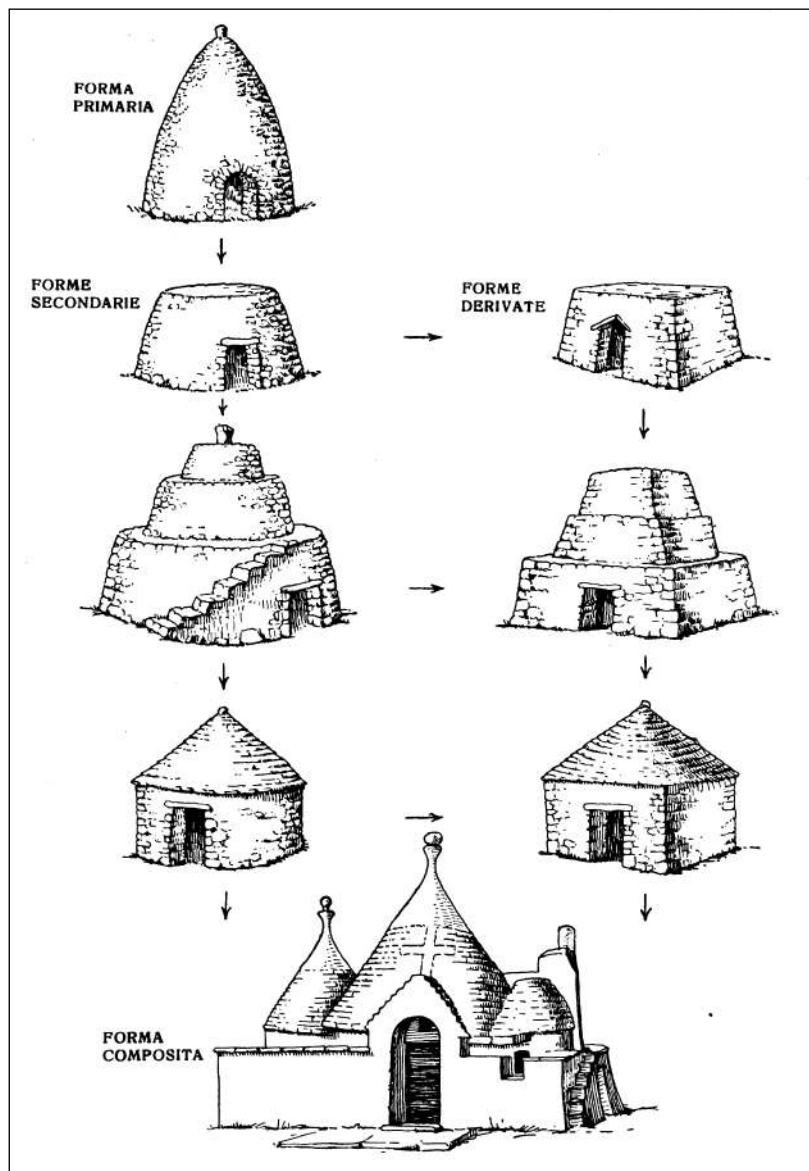 FORMA
PRIMARIA
FORME
SECONDARIE
FORME
DERIVATE
FORMA
COMPOSITA